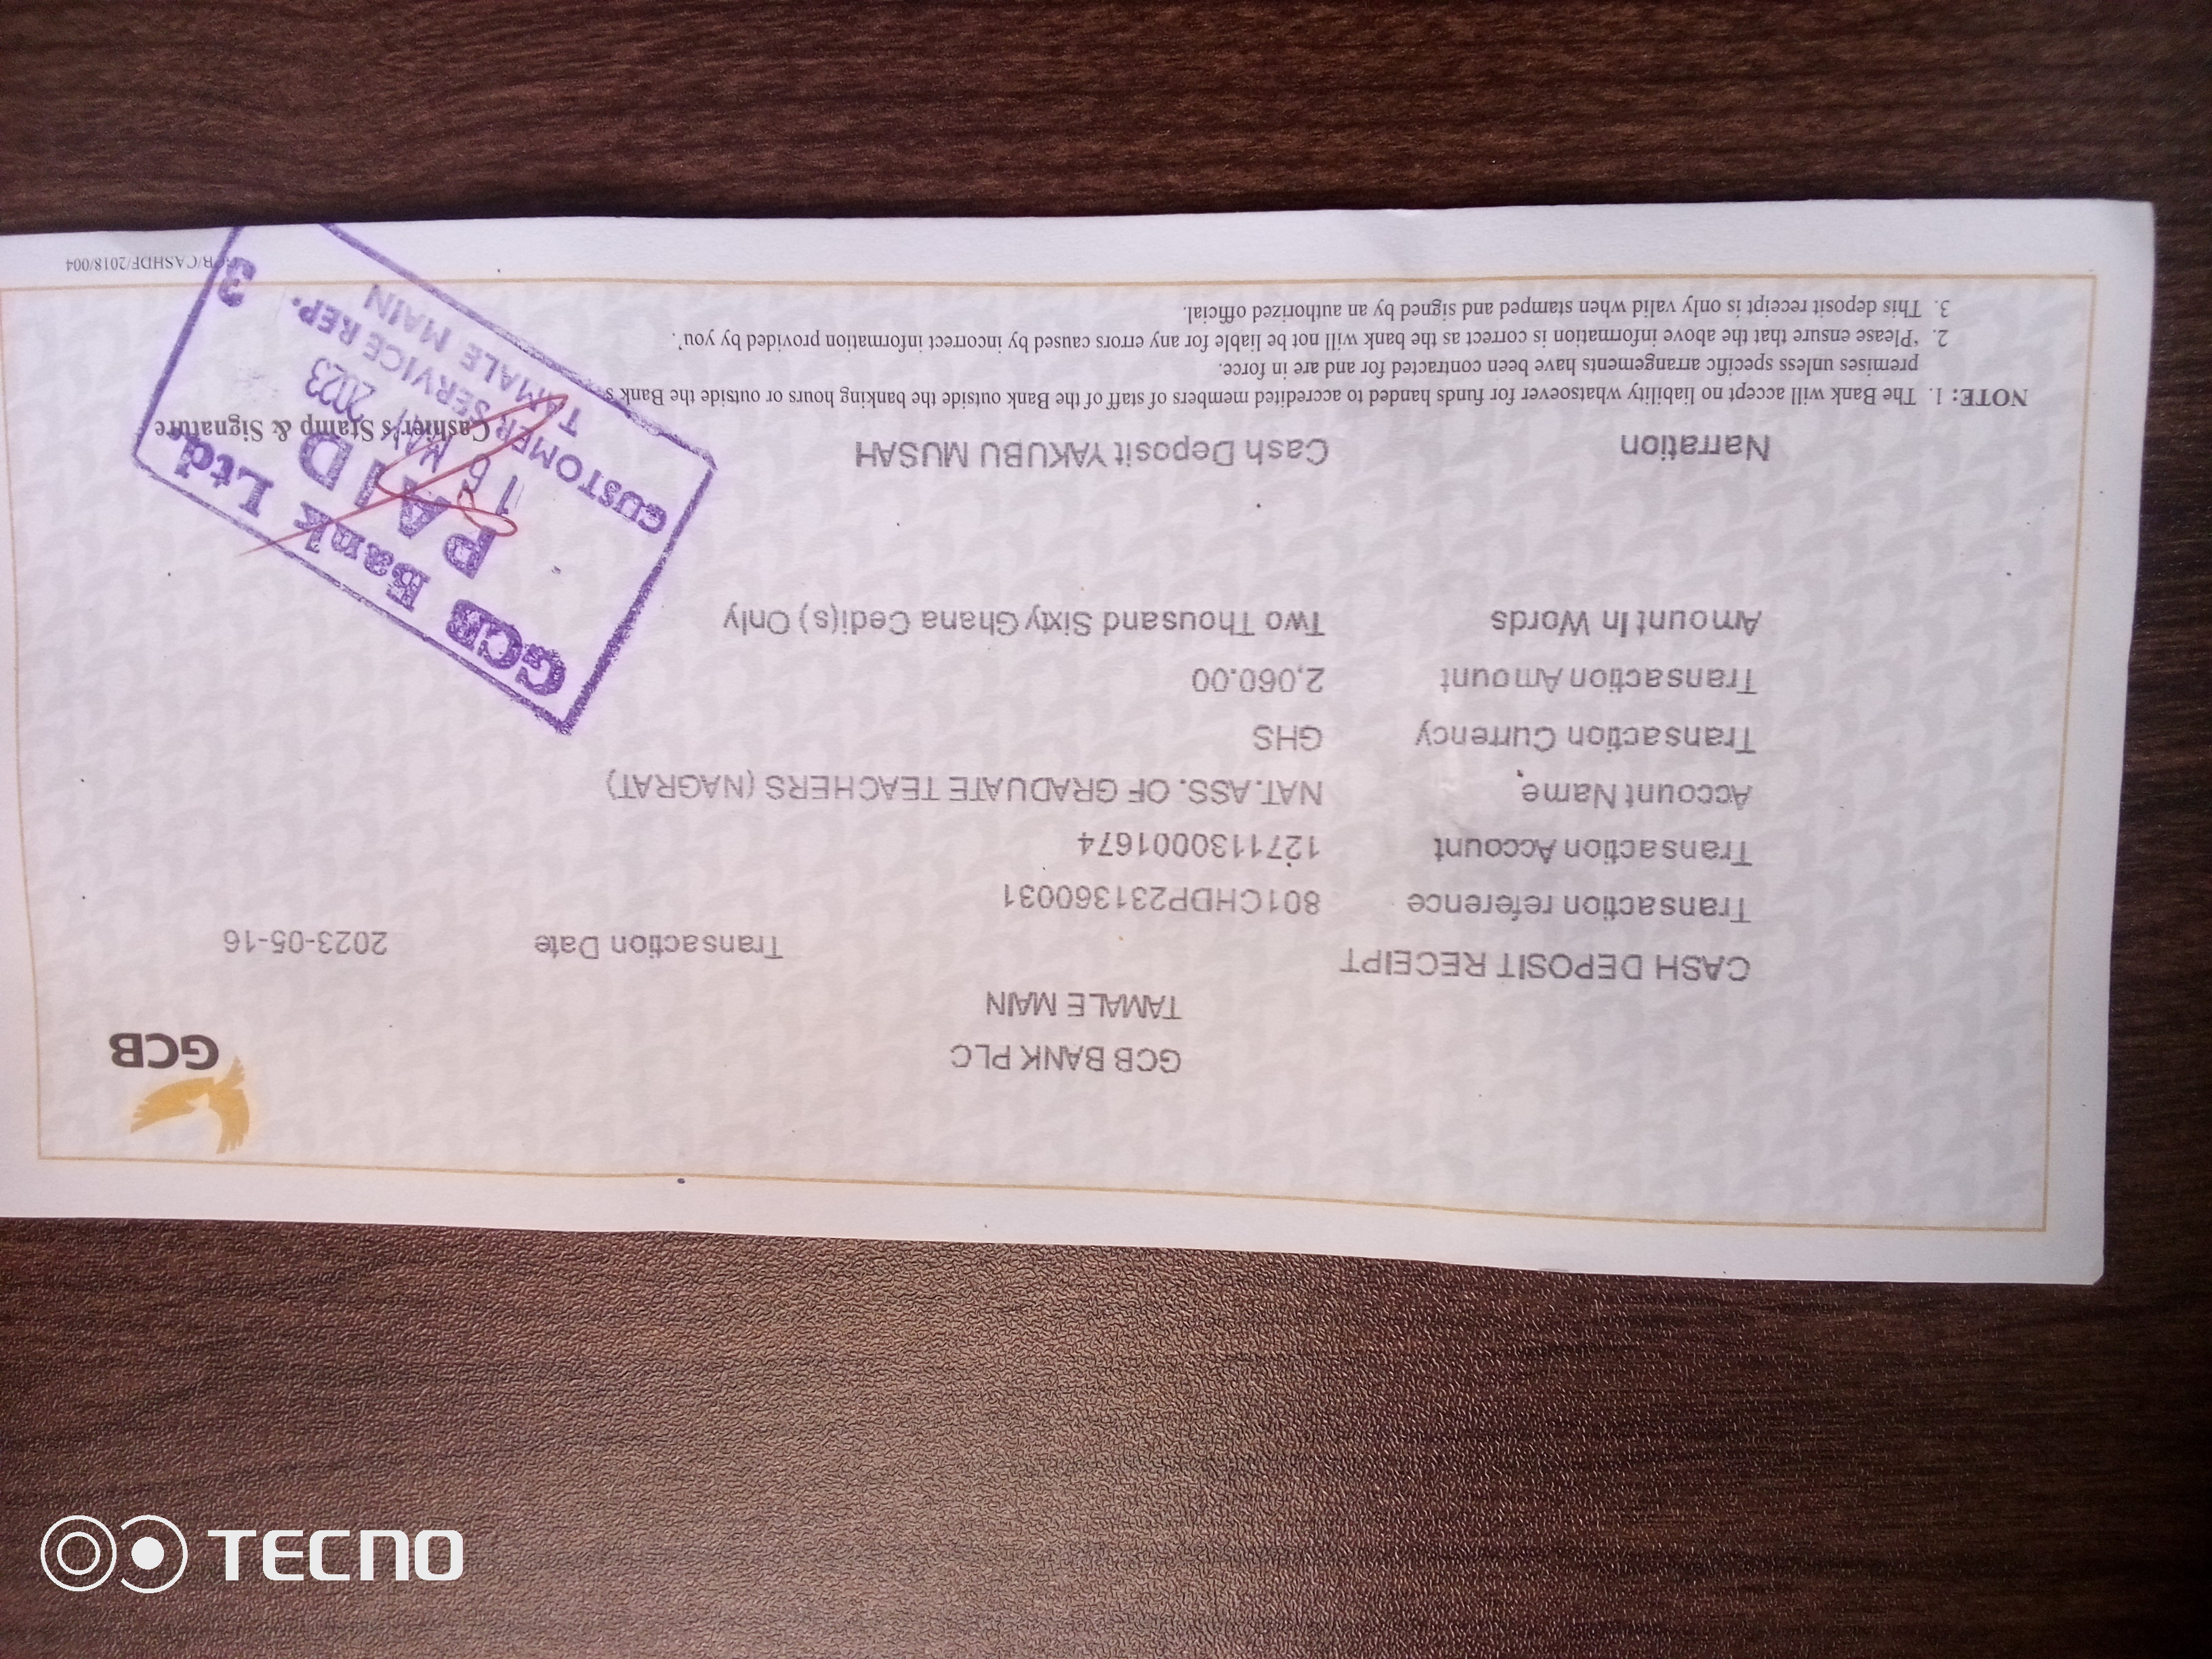 GCB
GCB BANK PLC
TAMALE MAIN
CASH DEPOSIT RECEIPT
Transaction Date 2023-05-16
Transaction reference 801CHDP231360031
Transaction Account 1271130001674
Account Name NAT.ASS. OF GRADUATE TEACHERS (NAGRAT)
Transaction Currency GHS
Transaction Amount 2,060.00
Amount In Words Two Thousand Sixty Ghana Cedi(s) Only
Narration Cash Deposit YAKUBU MUSAH
GCB Bank Ltd.
PAID
16 MAY 2023
CUSTOMER SERVICE REP.
TAMALE MAIN
3
Cashier's Stamp & Signature
NOTE: 1. The Bank will accept no liability whatsoever for funds handed to accredited members of staff of the Bank outside the banking hours or outside the Bank's
premises unless specific arrangements have been contracted for and are in force.
2. 'Please ensure that the above information is correct as the bank will not be liable for any errors caused by incorrect information provided by you'.
3. This deposit receipt is only valid when stamped and signed by an authorized official.
GCB/CASHDF/2018/004
TECNO